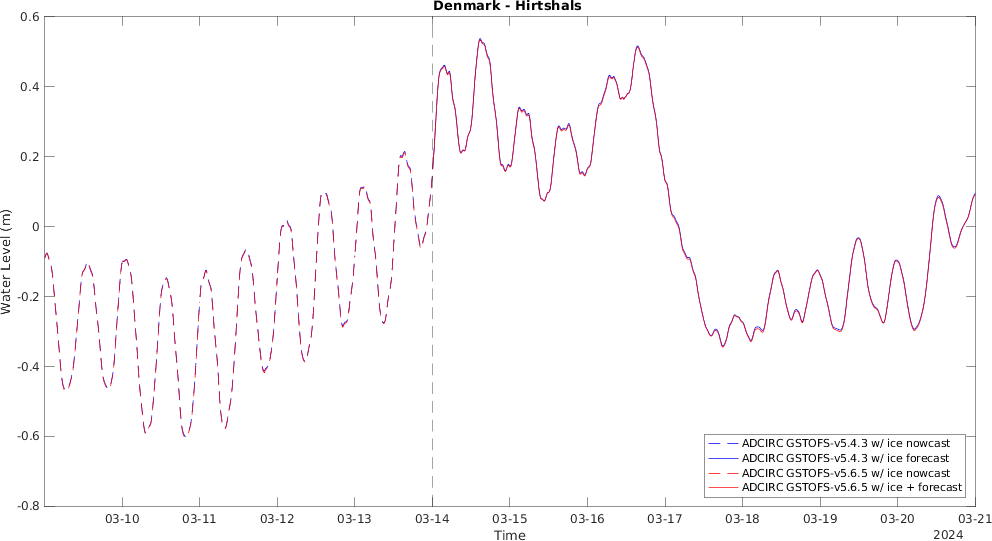 Denmark - Hirtshals
Water Level (m)
0.6
0.4
0.2
0
-0.2
-0.4
-0.6
-0.8
ADCIRC GSTOFS-v5.4.3 w/ ice nowcast
ADCIRC GSTOFS-v5.4.3 w/ ice forecast
ADCIRC GSTOFS-v5.6.5 w/ ice nowcast
ADCIRC GSTOFS-v5.6.5 w/ ice + forecast
03-10 03-11 03-12 03-13 03-14 03-15 03-16 03-17 03-18 03-19 03-20 03-21
Time
2024